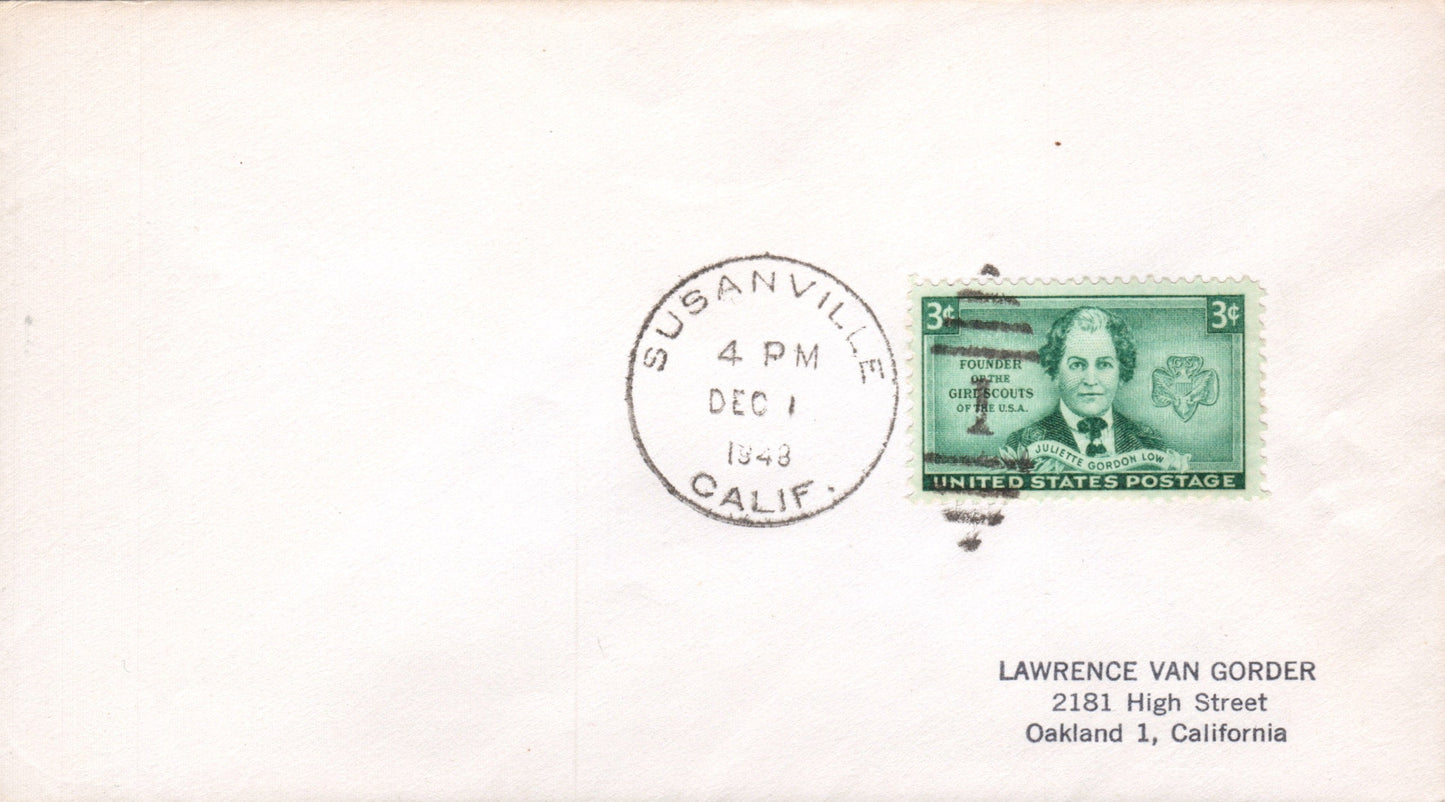 SUSANVILLE
4 PM
DEC 1
1948
CALIF.
3¢ 3¢
FOUNDER
OF THE
GIRL SCOUTS
OF THE U.S.A.
1
JULIETTE GORDON LOW
UNITED STATES POSTAGE
LAWRENCE VAN GORDER
2181 High Street
Oakland 1, California